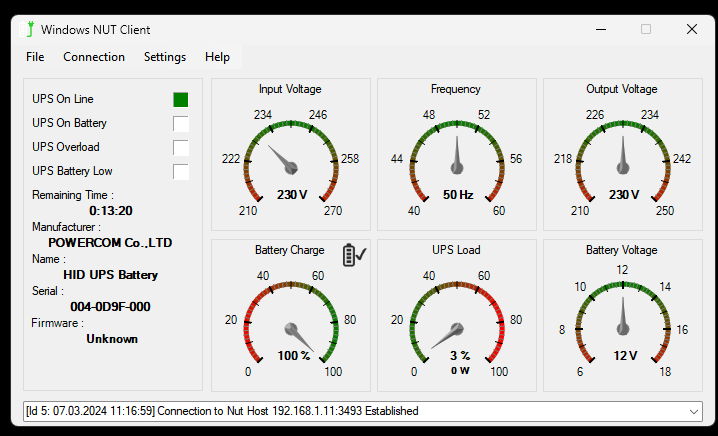 Windows NUT Client
File Connection Settings Help
UPS On Line
UPS On Battery
UPS Overload
UPS Battery Low
Remaining Time :
0:13:20
Manufacturer :
POWERCOM Co.,LTD
Name :
HID UPS Battery
Serial :
004-0D9F-000
Firmware :
Unknown
Input Voltage
234 246
222 258
230 V
210 270
Frequency
48 52
44 56
50 Hz
40 60
Output Voltage
226 234
218 242
230 V
210 250
Battery Charge
40 60
20 80
100 %
0 100
UPS Load
40 60
20 80
3 %
0 W
0 100
Battery Voltage
12
10 14
8 16
12 V
6 18
[Id 5: 07.03.2024 11:16:59] Connection to Nut Host 192.168.1.11:3493 Established